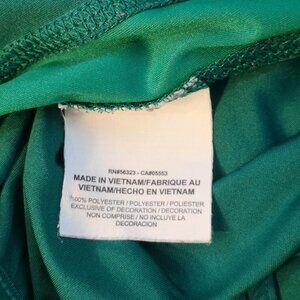 RN#56323 - CA#05553
MADE IN VIETNAM/FABRIQUE AU
VIETNAM/HECHO EN VIETNAM
100% POLYESTER / POLYESTER / POLIESTER
EXCLUSIVE OF DECORATION / DECORATION
NON COMPRISE / NO INCLUYE LA
DECORACION